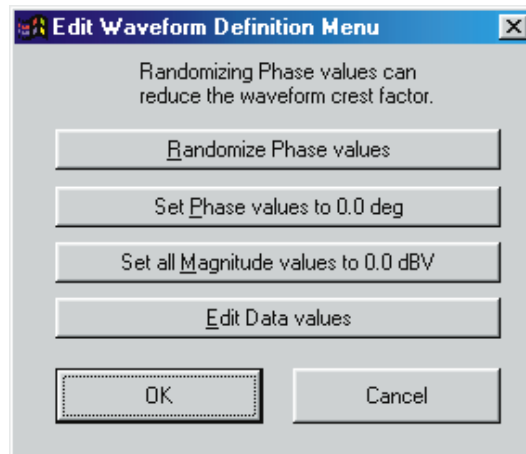 Edit Waveform Definition Menu
Randomizing Phase values can
reduce the waveform crest factor.
Randomize Phase values
Set Phase values to 0.0 deg
Set all Magnitude values to 0.0 dBV
Edit Data values
OK
Cancel